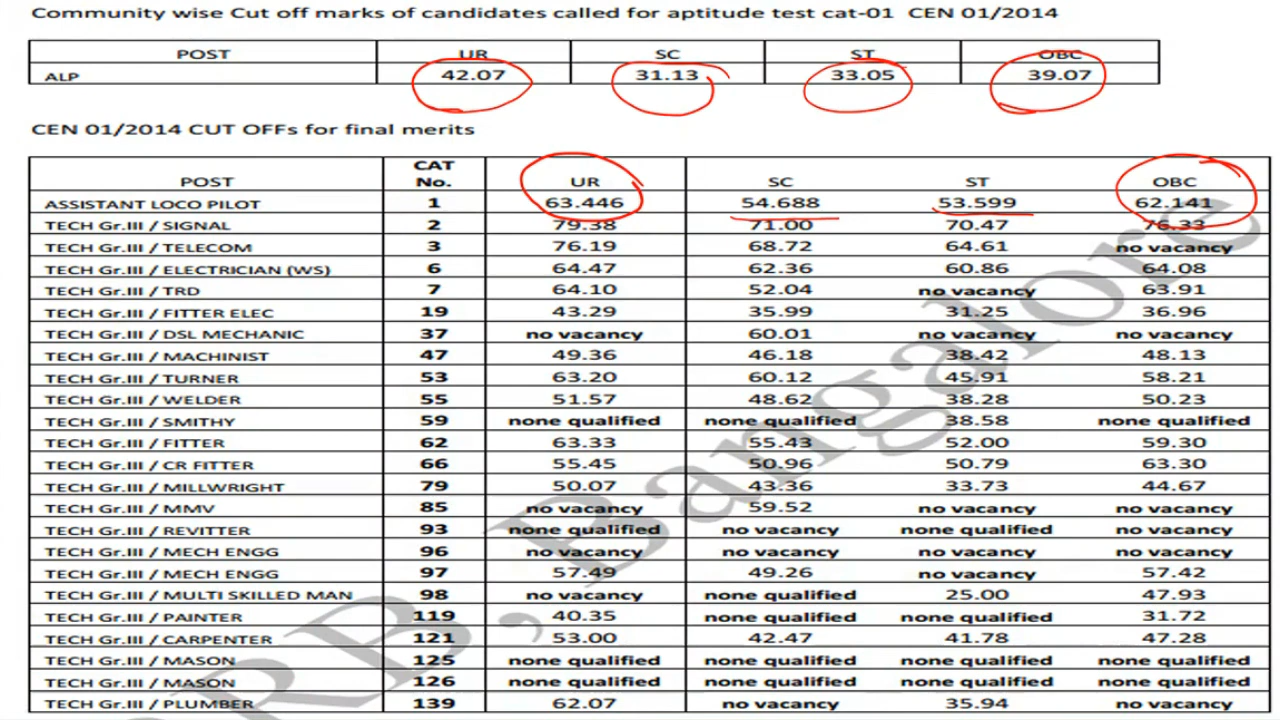 Community wise Cut off marks of candidates called for aptitude test cat-01 CEN 01/2014
POST UR SC ST OBC
ALP 42.07 31.13 33.05 39.07
CEN 01/2014 CUT OFFs for final merits
POST CAT No. UR SC ST OBC
ASSISTANT LOCO PILOT 1 63.446 54.688 53.599 62.141
TECH Gr.III / SIGNAL 2 79.38 71.00 70.47 76.33
TECH Gr.III / TELECOM 3 76.19 68.72 64.61 no vacancy
TECH Gr.III / ELECTRICIAN (WS) 6 64.47 62.36 60.86 64.08
TECH Gr.III / TRD 7 64.10 52.04 no vacancy 63.91
TECH Gr.III / FITTER ELEC 19 43.29 35.99 31.25 36.96
TECH Gr.III / DSL MECHANIC 37 no vacancy 60.01 no vacancy no vacancy
TECH Gr.III / MACHINIST 47 49.36 46.18 38.42 48.13
TECH Gr.III / TURNER 53 63.20 60.12 45.91 58.21
TECH Gr.III / WELDER 55 51.57 48.62 38.28 50.23
TECH Gr.III / SMITHY 59 none qualified none qualified 38.58 none qualified
TECH Gr.III / FITTER 62 63.33 55.43 52.00 59.30
TECH Gr.III / CR FITTER 66 55.45 50.96 50.79 63.30
TECH Gr.III / MILLWRIGHT 79 50.07 43.36 33.73 44.67
TECH Gr.III / MMV 85 no vacancy 59.52 no vacancy no vacancy
TECH Gr.III / REVITTER 93 none qualified no vacancy none qualified no vacancy
TECH Gr.III / MECH ENGG 96 no vacancy no vacancy no vacancy no vacancy
TECH Gr.III / MECH ENGG 97 57.49 49.26 no vacancy 57.42
TECH Gr.III / MULTI SKILLED MAN 98 no vacancy none qualified 25.00 47.93
TECH Gr.III / PAINTER 119 40.35 none qualified none qualified 31.72
TECH Gr.III / CARPENTER 121 53.00 42.47 41.78 47.28
TECH Gr.III / MASON 125 none qualified none qualified none qualified none qualified
TECH Gr.III / MASON 126 none qualified none qualified none qualified none qualified
TECH Gr.III / PLUMBER 139 62.07 no vacancy 35.94 no vacancy
RRB, Bangalore